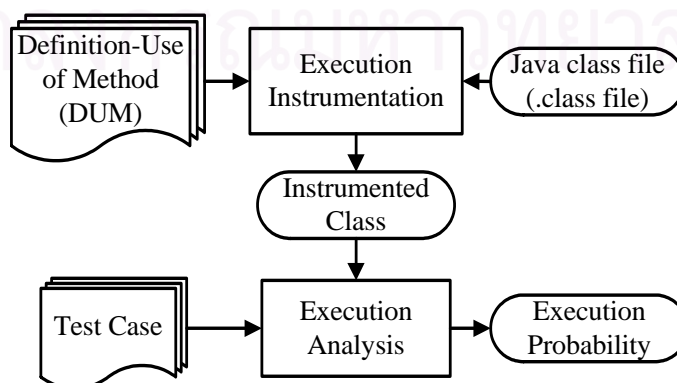 Definition-Use
of Method
(DUM)
Execution
Instrumentation
Java class file
(.class file)
Instrumented
Class
Test Case
Execution
Analysis
Execution
Probability